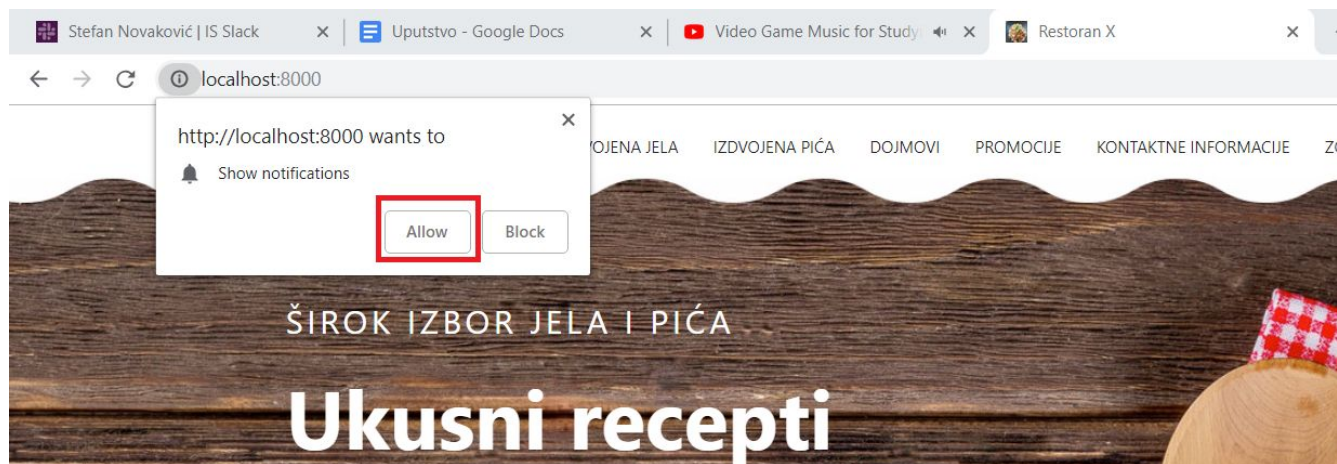 Stefan Novaković | IS Slack
Uputstvo - Google Docs
Video Game Music for Study
Restoran X
localhost:8000
http://localhost:8000 wants to
Show notifications
Allow
Block
IZDVOJENA PIĆA
DOJMOVI
PROMOCIJE
KONTAKTNE INFORMACIJE
ŠIROK IZBOR JELA I PIĆA
Ukusni recepti